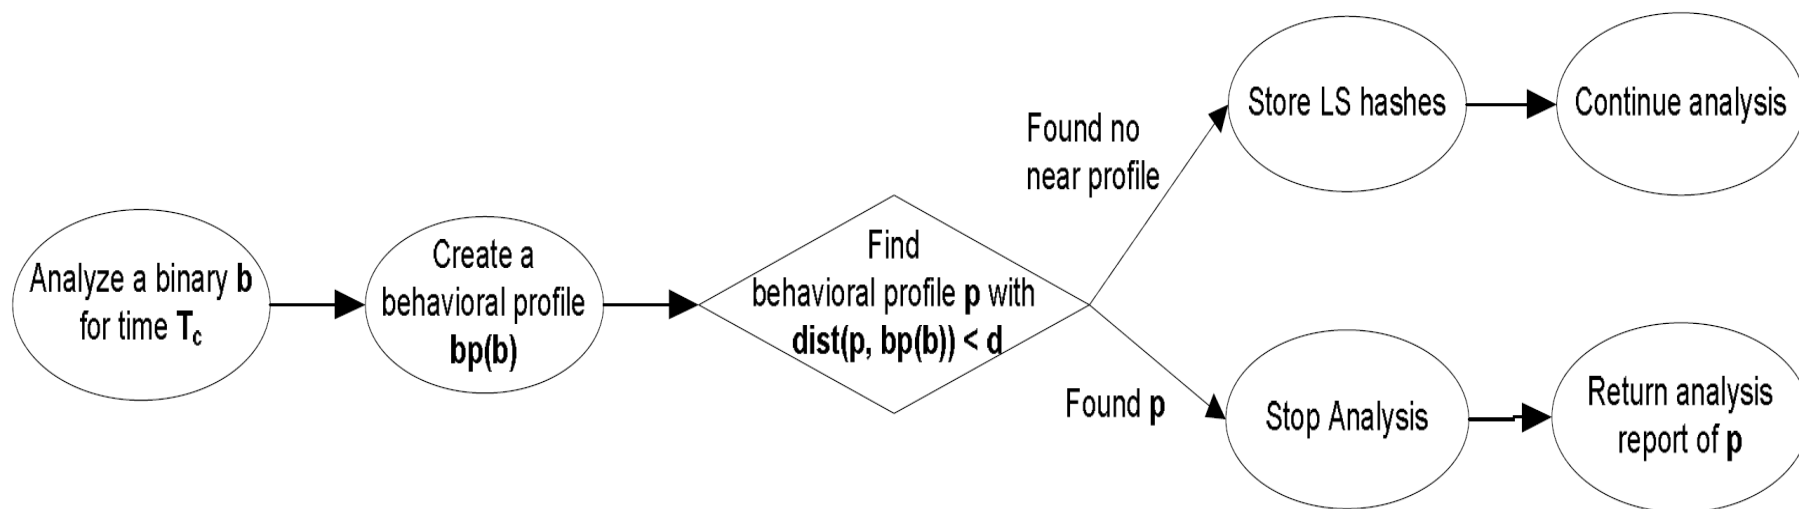 Analyze a binary b
for time Tc
Create a
behavioral profile
bp(b)
Find
behavioral profile p with
dist(p, bp(b)) < d
Found no
near profile
Store LS hashes
Continue analysis
Found p
Stop Analysis
Return analysis
report of p